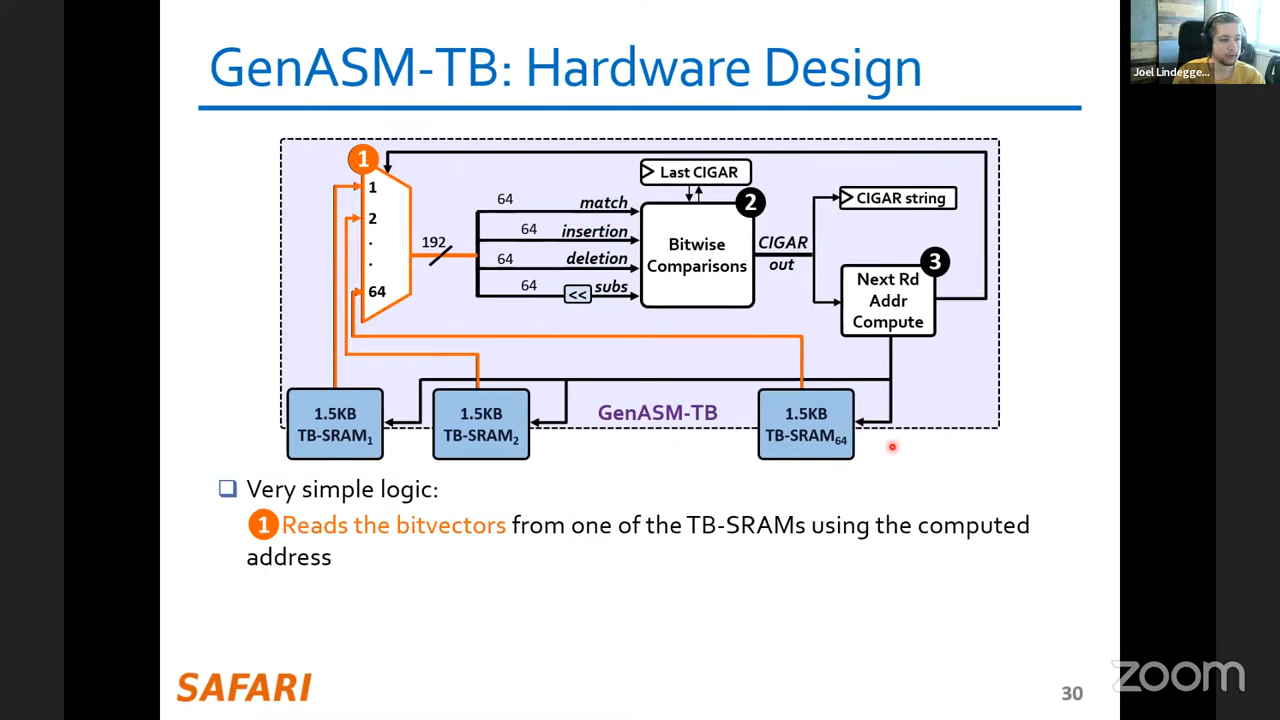 GenASM-TB: Hardware Design
Joel Lindegge...
1
1
2
.
.
64
192
64 match
64 insertion
64 deletion
64 << subs
Last CIGAR
2
Bitwise
Comparisons
CIGAR
out
CIGAR string
3
Next Rd
Addr
Compute
1.5KB
TB-SRAM1
1.5KB
TB-SRAM2
GenASM-TB
1.5KB
TB-SRAM64
Very simple logic:
1 Reads the bitvectors from one of the TB-SRAMs using the computed
address
SAFARI
30
zoom